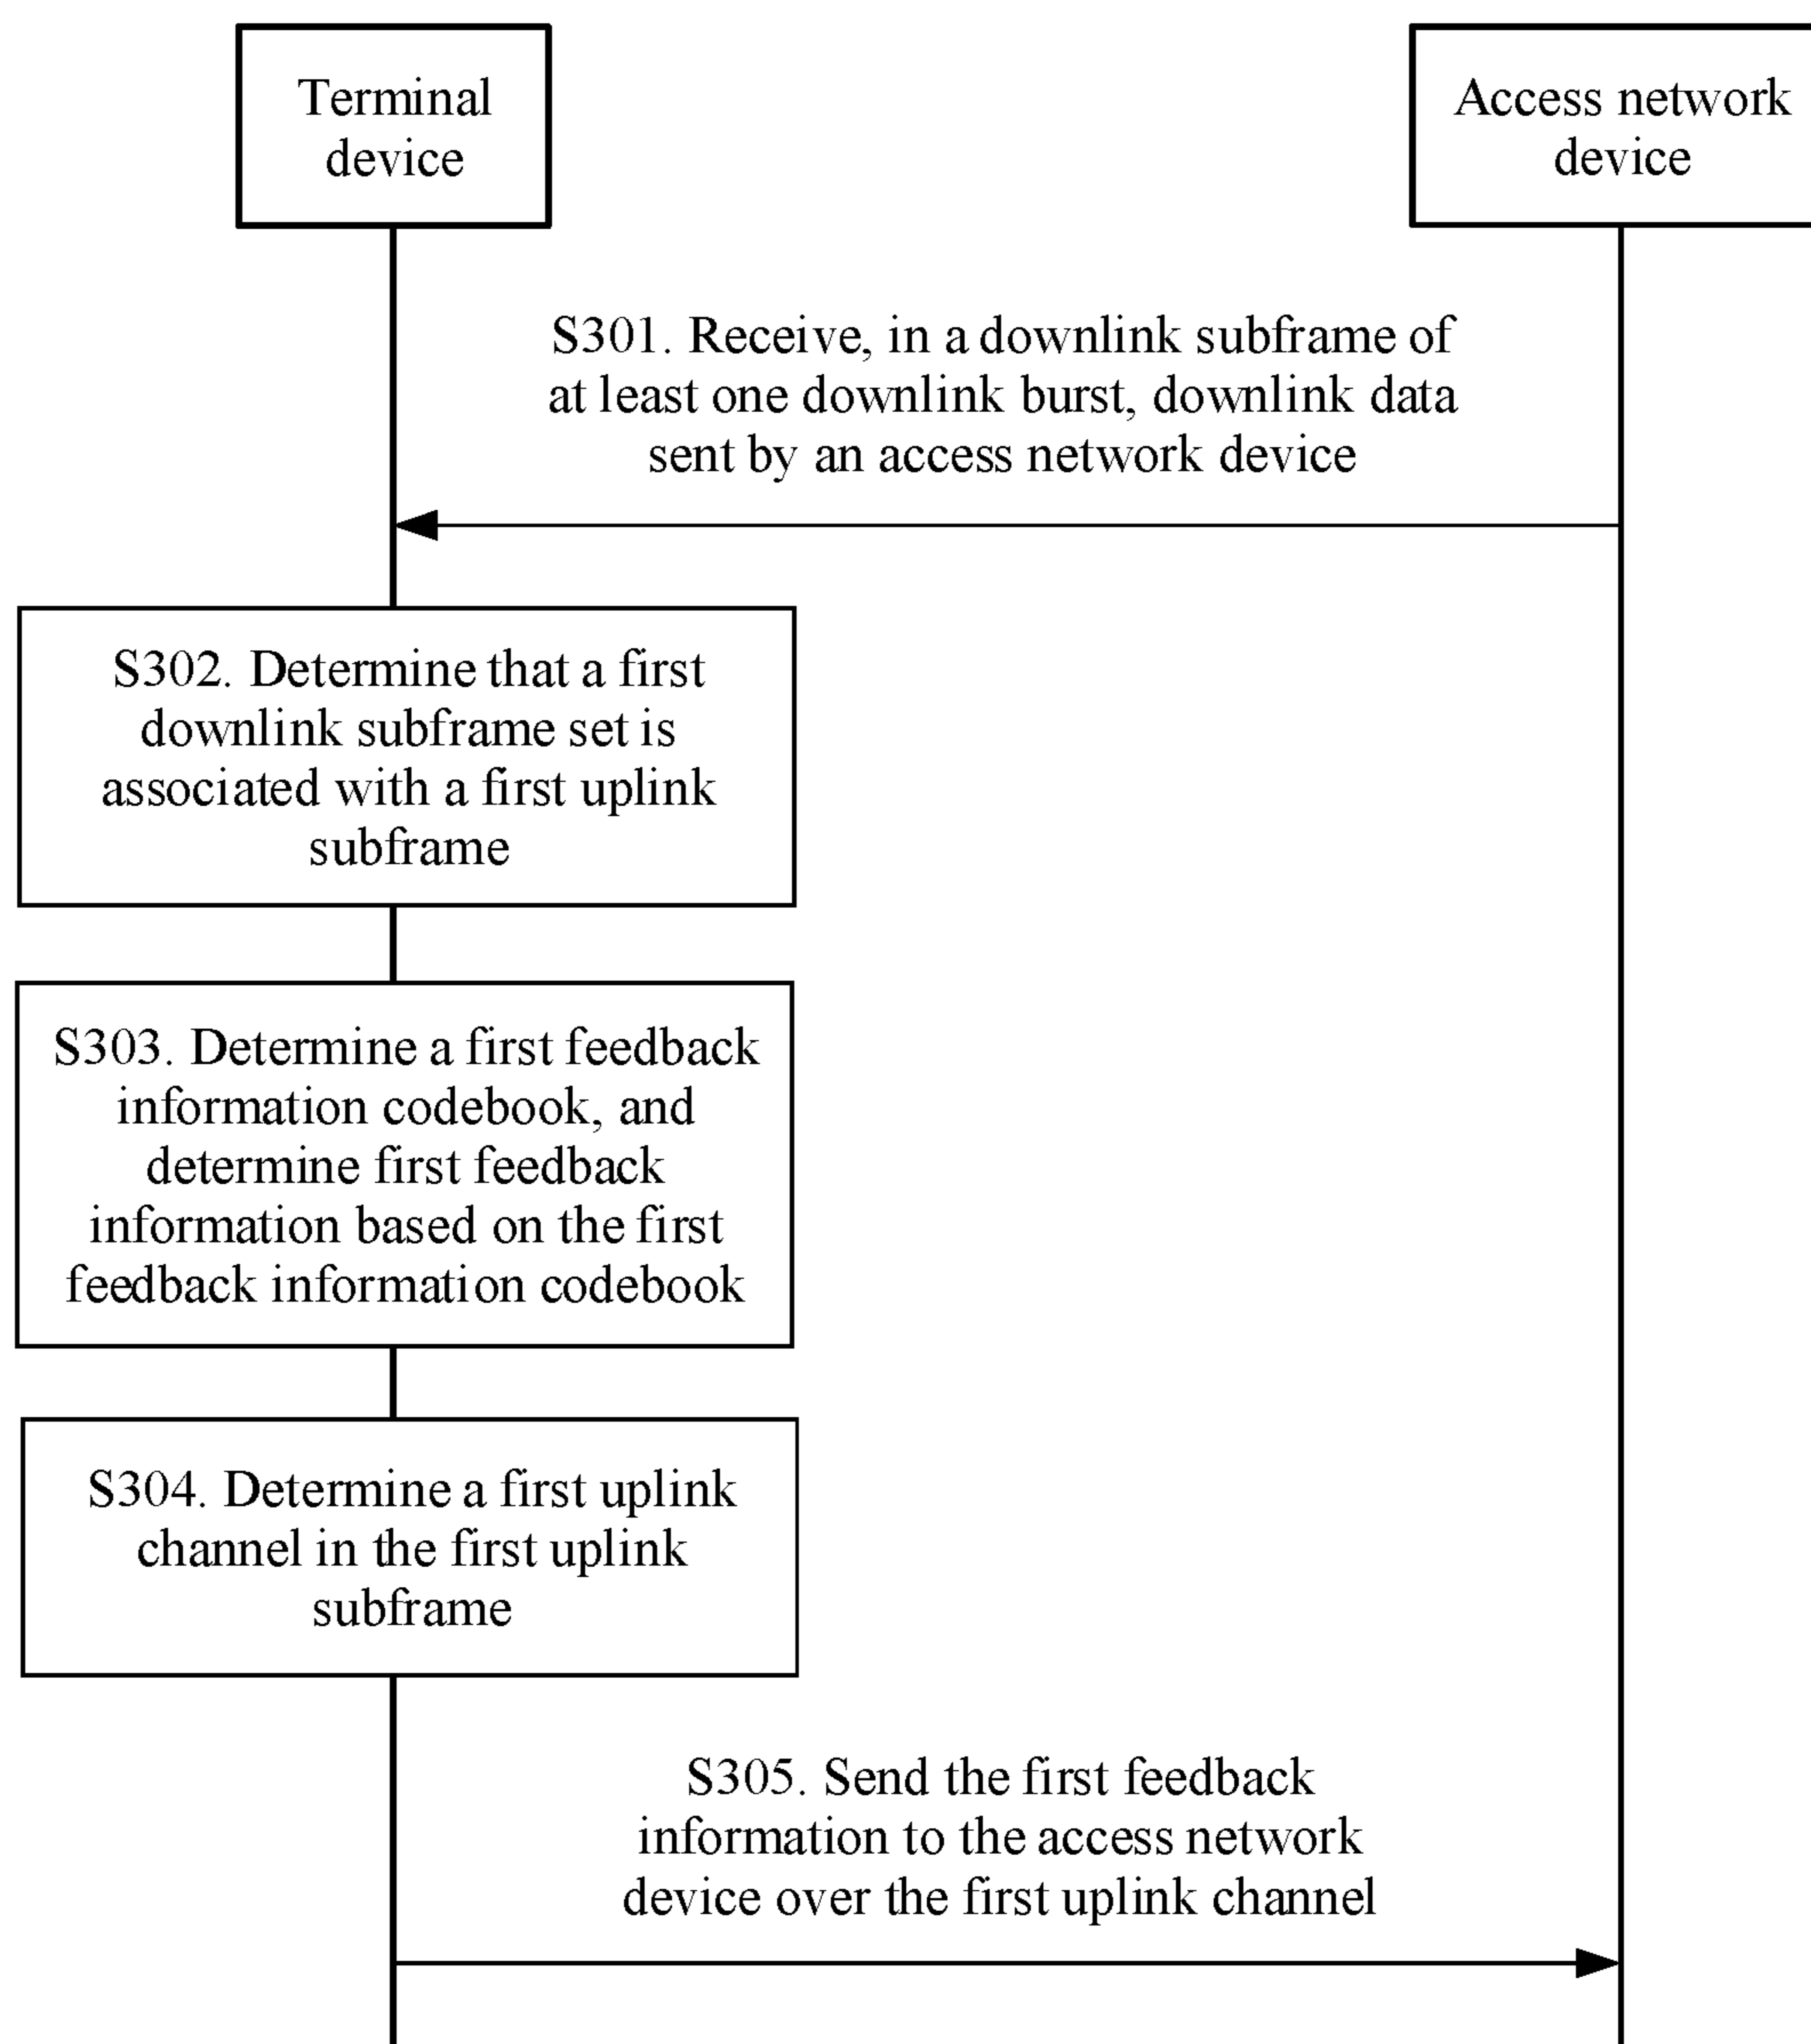 Terminal
device
Access network
device
S301. Receive, in a downlink subframe of
at least one downlink burst, downlink data
sent by an access network device
S302. Determine that a first
downlink subframe set is
associated with a first uplink
subframe
S303. Determine a first feedback
information codebook, and
determine first feedback
information based on the first
feedback information codebook
S304. Determine a first uplink
channel in the first uplink
subframe
S305. Send the first feedback
information to the access network
device over the first uplink channel